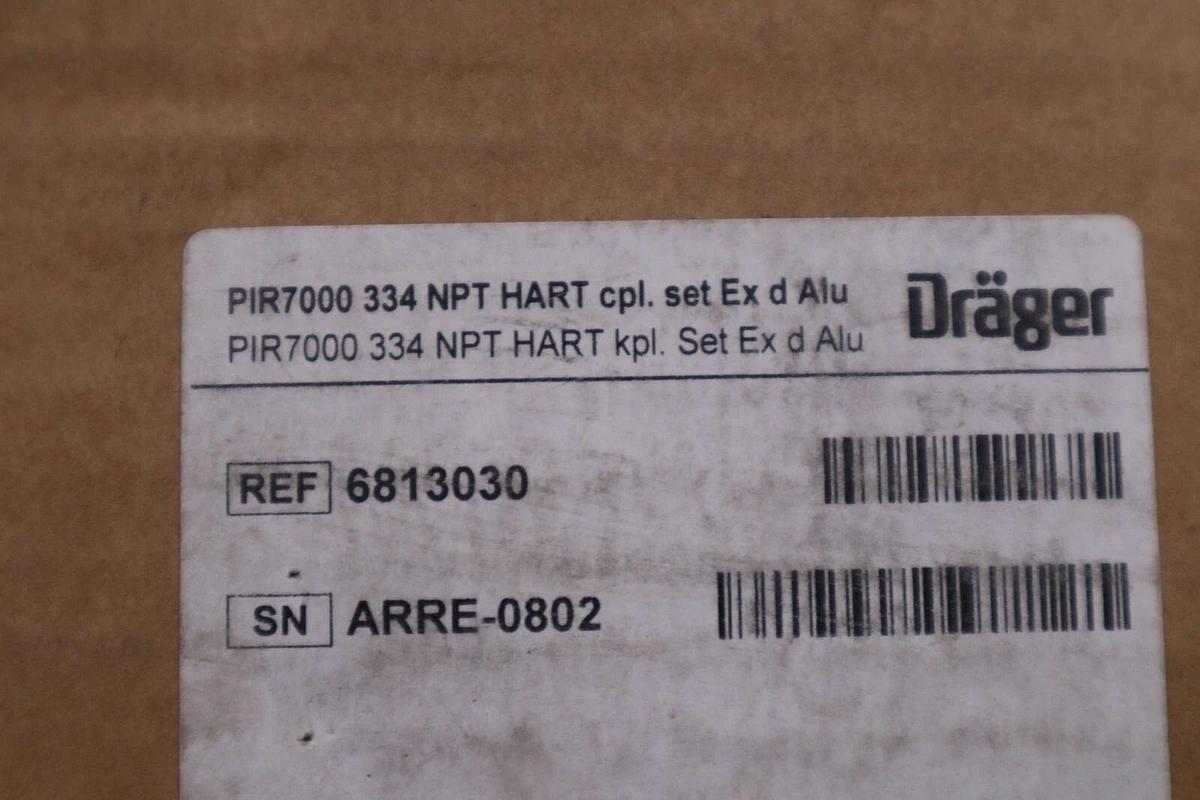 PIR7000 334 NPT HART cpl. set Ex d Alu
PIR7000 334 NPT HART kpl. Set Ex d Alu
Dräger
REF 6813030
SN ARRE-0802